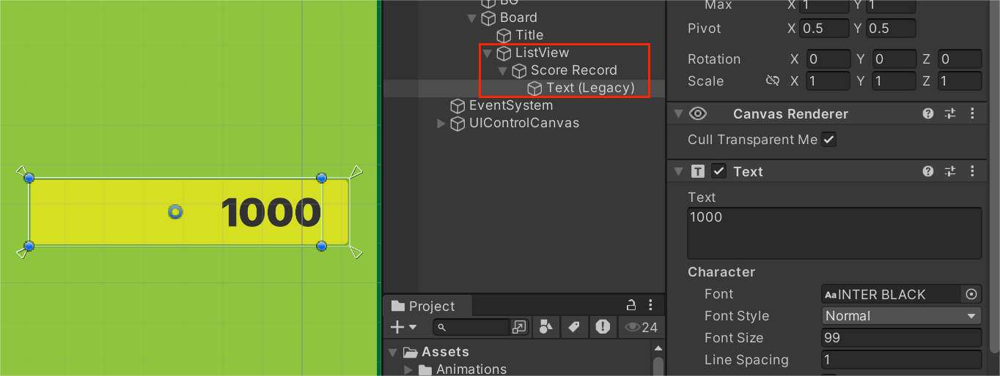 1000
BG
Board
Title
ListView
Score Record
Text (Legacy)
EventSystem
UIControlCanvas
Project
24
Assets
Animations
Max X 1 Y 1
Pivot X 0.5 Y 0.5
Rotation X 0 Y 0 Z 0
Scale X 1 Y 1 Z 1
Canvas Renderer
Cull Transparent Me
T Text
Text
1000
Character
Font Aa INTER BLACK
Font Style Normal
Font Size 99
Line Spacing 1